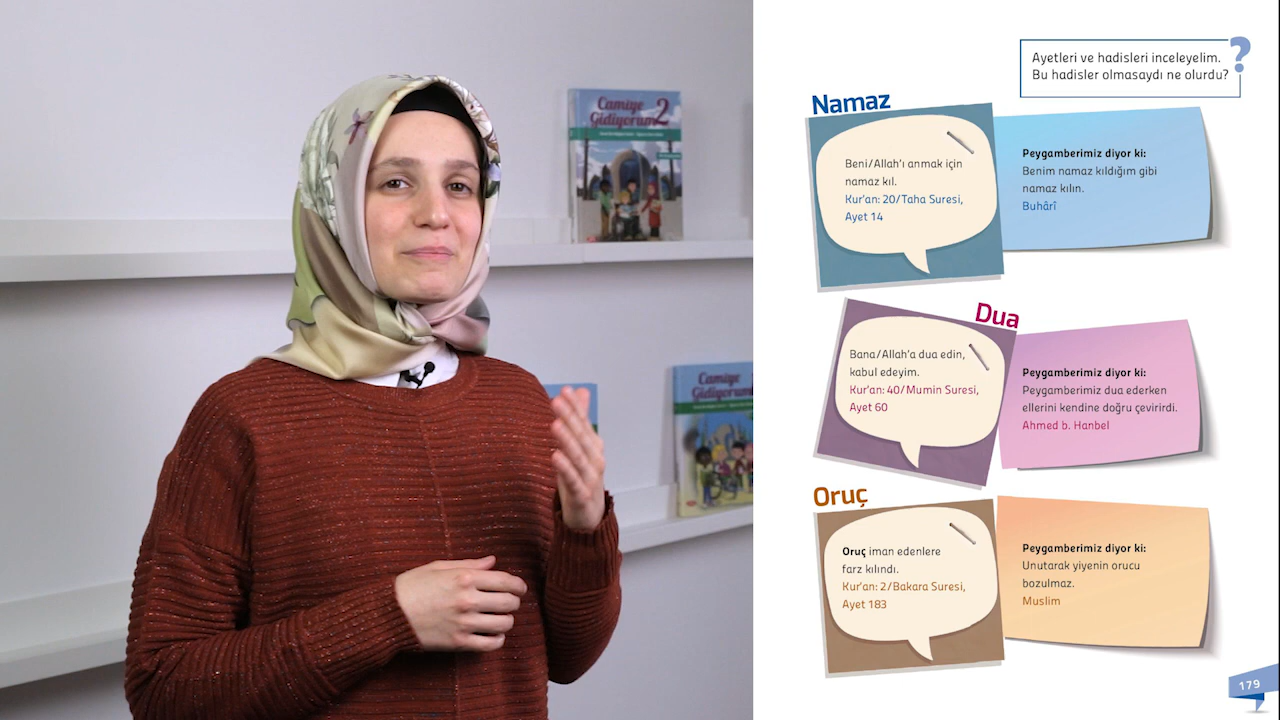 Camiye
Gidiyorum 2
Camiye
Gidiyorum
Ayetleri ve hadisleri inceleyelim.
Bu hadisler olmasaydı ne olurdu?
?
Namaz
Beni/Allah'ı anmak için
namaz kıl.
Kur'an: 20/Taha Suresi,
Ayet 14
Peygamberimiz diyor ki:
Benim namaz kıldığım gibi
namaz kılın.
Buhârî
Dua
Bana/Allah'a dua edin,
kabul edeyim.
Kur'an: 40/Mumin Suresi,
Ayet 60
Peygamberimiz diyor ki:
Peygamberimiz dua ederken
ellerini kendine doğru çevirirdi.
Ahmed b. Hanbel
Oruç
Oruç iman edenlere
farz kılındı.
Kur'an: 2/Bakara Suresi,
Ayet 183
Peygamberimiz diyor ki:
Unutarak yiyenin orucu
bozulmaz.
Muslim
179